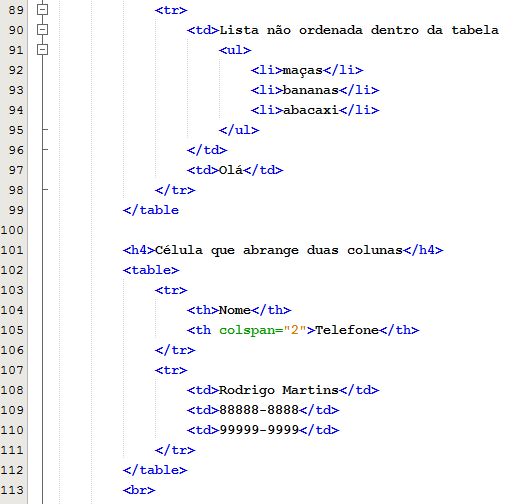 89 <tr>
90 <td>Lista não ordenada dentro da tabela
91 <ul>
92 <li>maças</li>
93 <li>bananas</li>
94 <li>abacaxi</li>
95 </ul>
96 </td>
97 <td>Olá</td>
98 </tr>
99 </table
100
101 <h4>Célula que abrange duas colunas</h4>
102 <table>
103 <tr>
104 <th>Nome</th>
105 <th colspan="2">Telefone</th>
106 </tr>
107 <tr>
108 <td>Rodrigo Martins</td>
109 <td>88888-8888</td>
110 <td>99999-9999</td>
111 </tr>
112 </table>
113 <br>